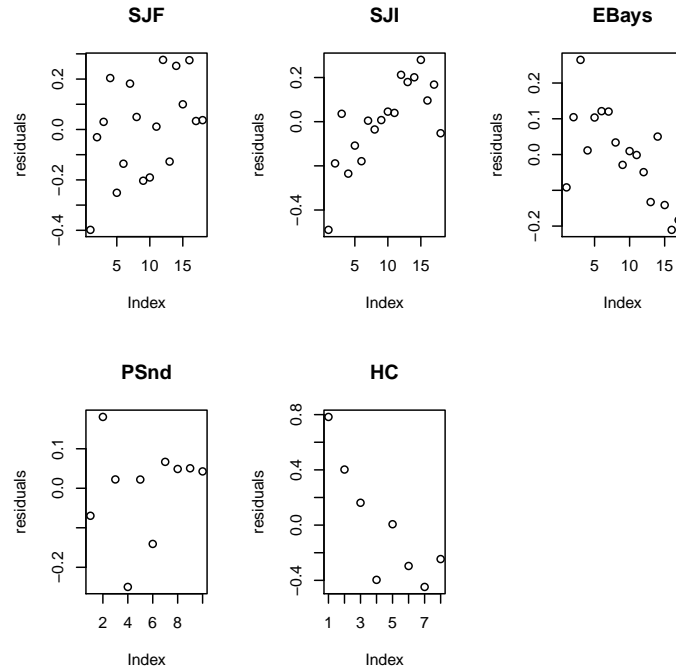 SJF
SJI
EBays
residuals
−0.4 −0.2 0.0 0.2
5 10 15
Index
residuals
−0.4 0.0 0.2
5 10 15
Index
residuals
−0.2 0.0 0.1 0.2
5 10 15
Index
PSnd
HC
residuals
−0.2 0.0 0.1
2 4 6 8
Index
residuals
−0.4 0.0 0.4 0.8
1 3 5 7
Index